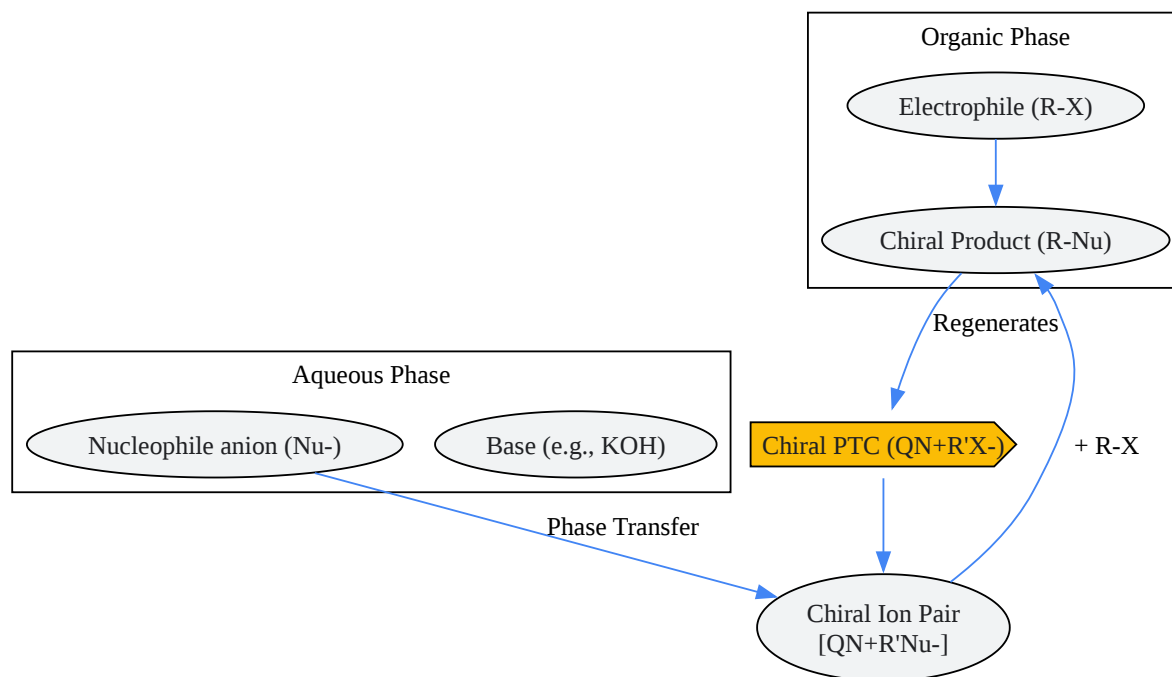 Organic Phase
Electrophile (R-X)
Chiral Product (R-Nu)
Regenerates
Aqueous Phase
Nucleophile anion (Nu-)
Base (e.g., KOH)
Chiral PTC (QN+R'X-)
+ R-X
Phase Transfer
Chiral Ion Pair
[QN+R'Nu-]